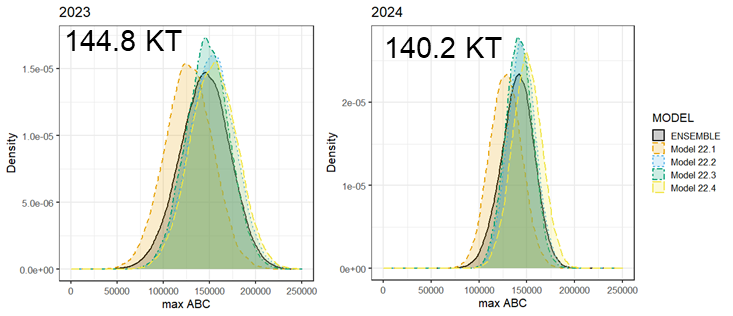 2023
144.8 KT
1.5e-05
1.0e-05
5.0e-06
0.0e+00
Density
0
50000
100000
150000
200000
250000
max ABC
2024
140.2 KT
2e-05
1e-05
0e+00
Density
0
50000
100000
150000
200000
250000
max ABC
MODEL
ENSEMBLE
Model 22.1
Model 22.2
Model 22.3
Model 22.4